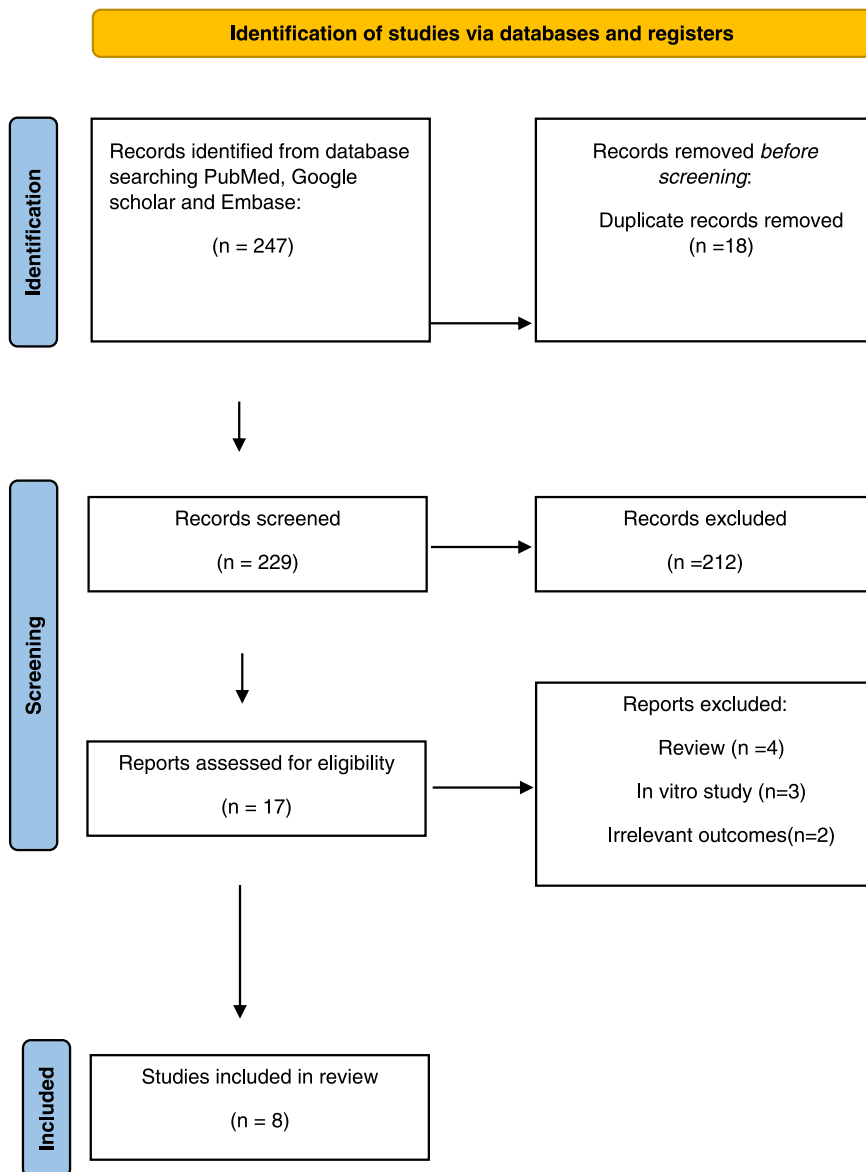 Identification of studies via databases and registers
Identification
Records identified from database
searching PubMed, Google
scholar and Embase:
(n = 247)
Records removed before
screening:
Duplicate records removed
(n =18)
Screening
Records screened
(n = 229)
Records excluded
(n =212)
Reports assessed for eligibility
(n = 17)
Reports excluded:
Review (n =4)
In vitro study (n=3)
Irrelevant outcomes(n=2)
Included
Studies included in review
(n = 8)